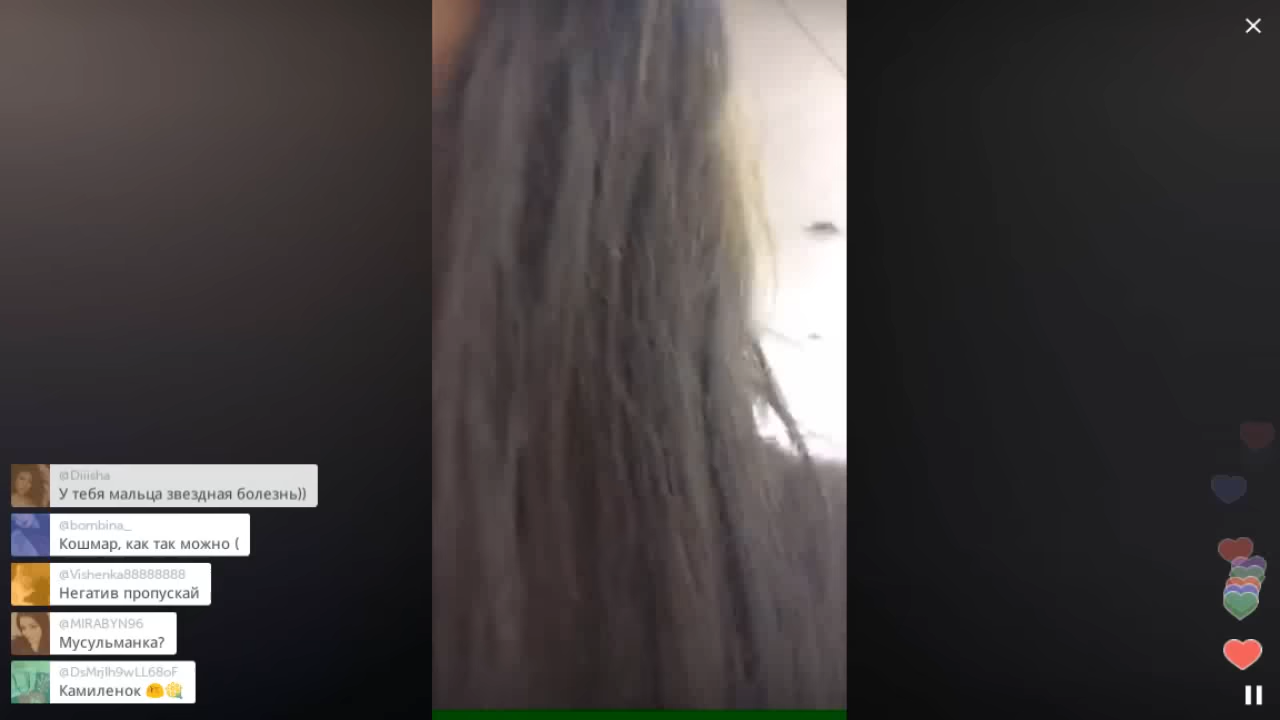 @Diiisha
У тебя мальца звездная болезнь))
@bombina_
Кошмар, как так можно (
@Vishenka88888888
Негатив пропускай
@MIRABYN96
Мусульманка?
@DsMrjlh9wLL68oF
Камиленок